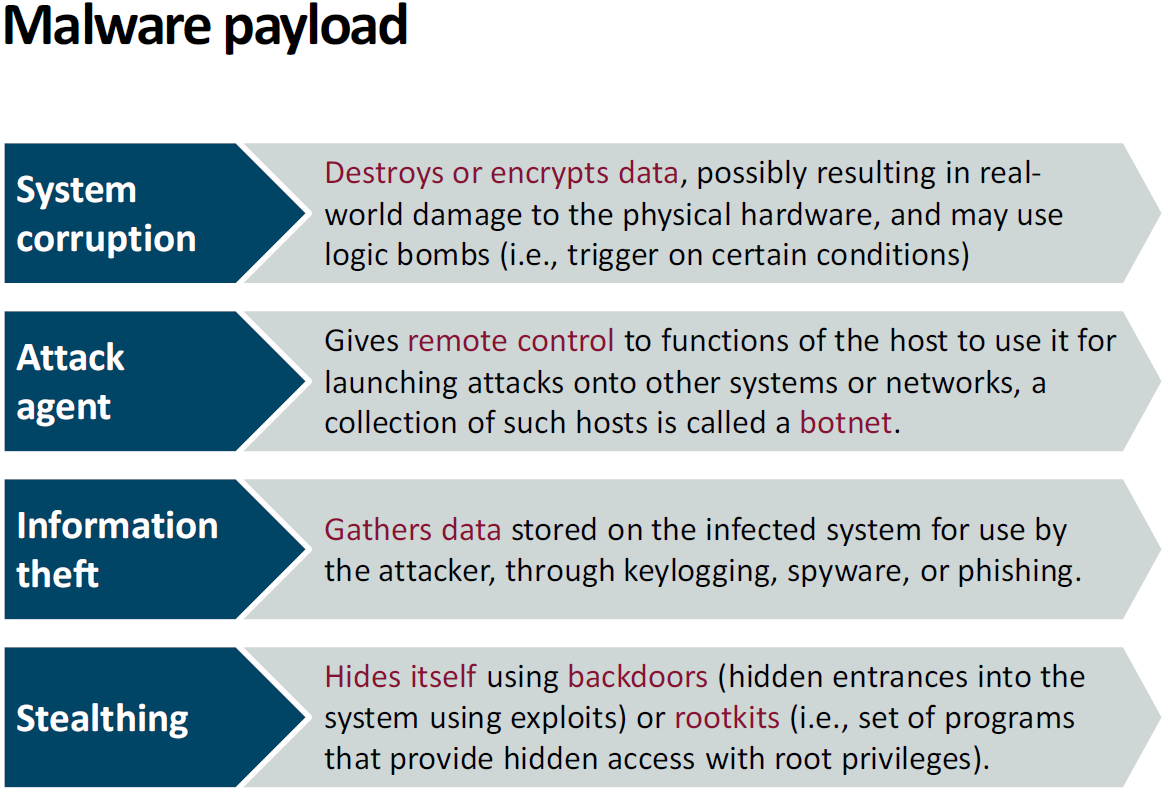 Malware payload
System
corruption
Destroys or encrypts data, possibly resulting in real-
world damage to the physical hardware, and may use
logic bombs (i.e., trigger on certain conditions)
Attack
agent
Gives remote control to functions of the host to use it for
launching attacks onto other systems or networks, a
collection of such hosts is called a botnet.
Information
theft
Gathers data stored on the infected system for use by
the attacker, through keylogging, spyware, or phishing.
Stealthing
Hides itself using backdoors (hidden entrances into the
system using exploits) or rootkits (i.e., set of programs
that provide hidden access with root privileges).